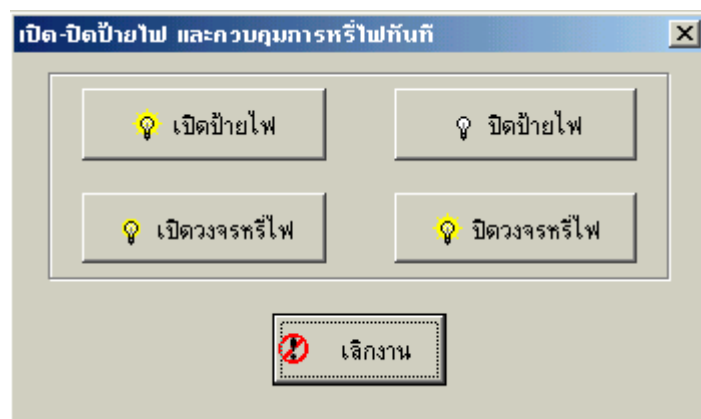 เปิด-ปิดป้ายไฟ และควบคุมการหรี่ไฟทันที
เปิดป้ายไฟ
ปิดป้ายไฟ
เปิดวงจรหรี่ไฟ
ปิดวงจรหรี่ไฟ
เลิกงาน